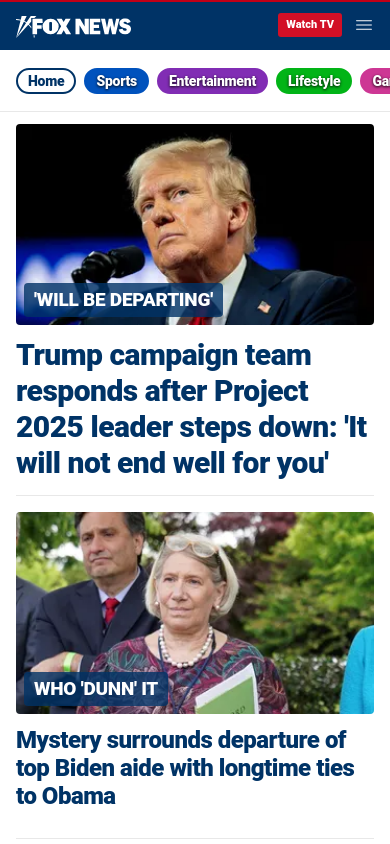 FOX NEWS
Watch TV
Home
Sports
Entertainment
Lifestyle
'WILL BE DEPARTING'
Trump campaign team
responds after Project
2025 leader steps down: 'It
will not end well for you'
WHO 'DUNN' IT
Mystery surrounds departure of
top Biden aide with longtime ties
to Obama